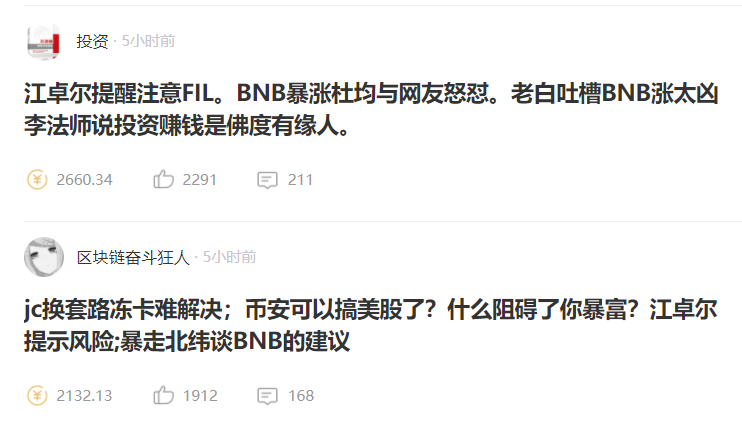 投资 · 5小时前
江卓尔提醒注意FIL。BNB暴涨杜均与网友怒怼。老白吐槽BNB涨太凶
李法师说投资赚钱是佛度有缘人。
2660.34 2291 211
区块链奋斗狂人 · 5小时前
jc换套路冻卡难解决；币安可以搞美股了？什么阻碍了你暴富？江卓尔
提示风险;暴走北纬谈BNB的建议
2132.13 1912 168